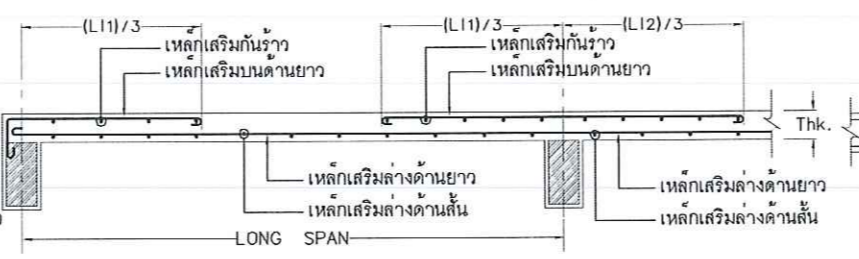 (Ll1)/3
(Ll1)/3
(Ll2)/3
เหล็กเสริมกันร้าว
เหล็กเสริมกันร้าว
เหล็กเสริมบนด้านยาว
เหล็กเสริมบนด้านยาว
Thk.
เหล็กเสริมล่างด้านยาว
เหล็กเสริมล่างด้านยาว
เหล็กเสริมล่างด้านสั้น
เหล็กเสริมล่างด้านสั้น
LONG SPAN